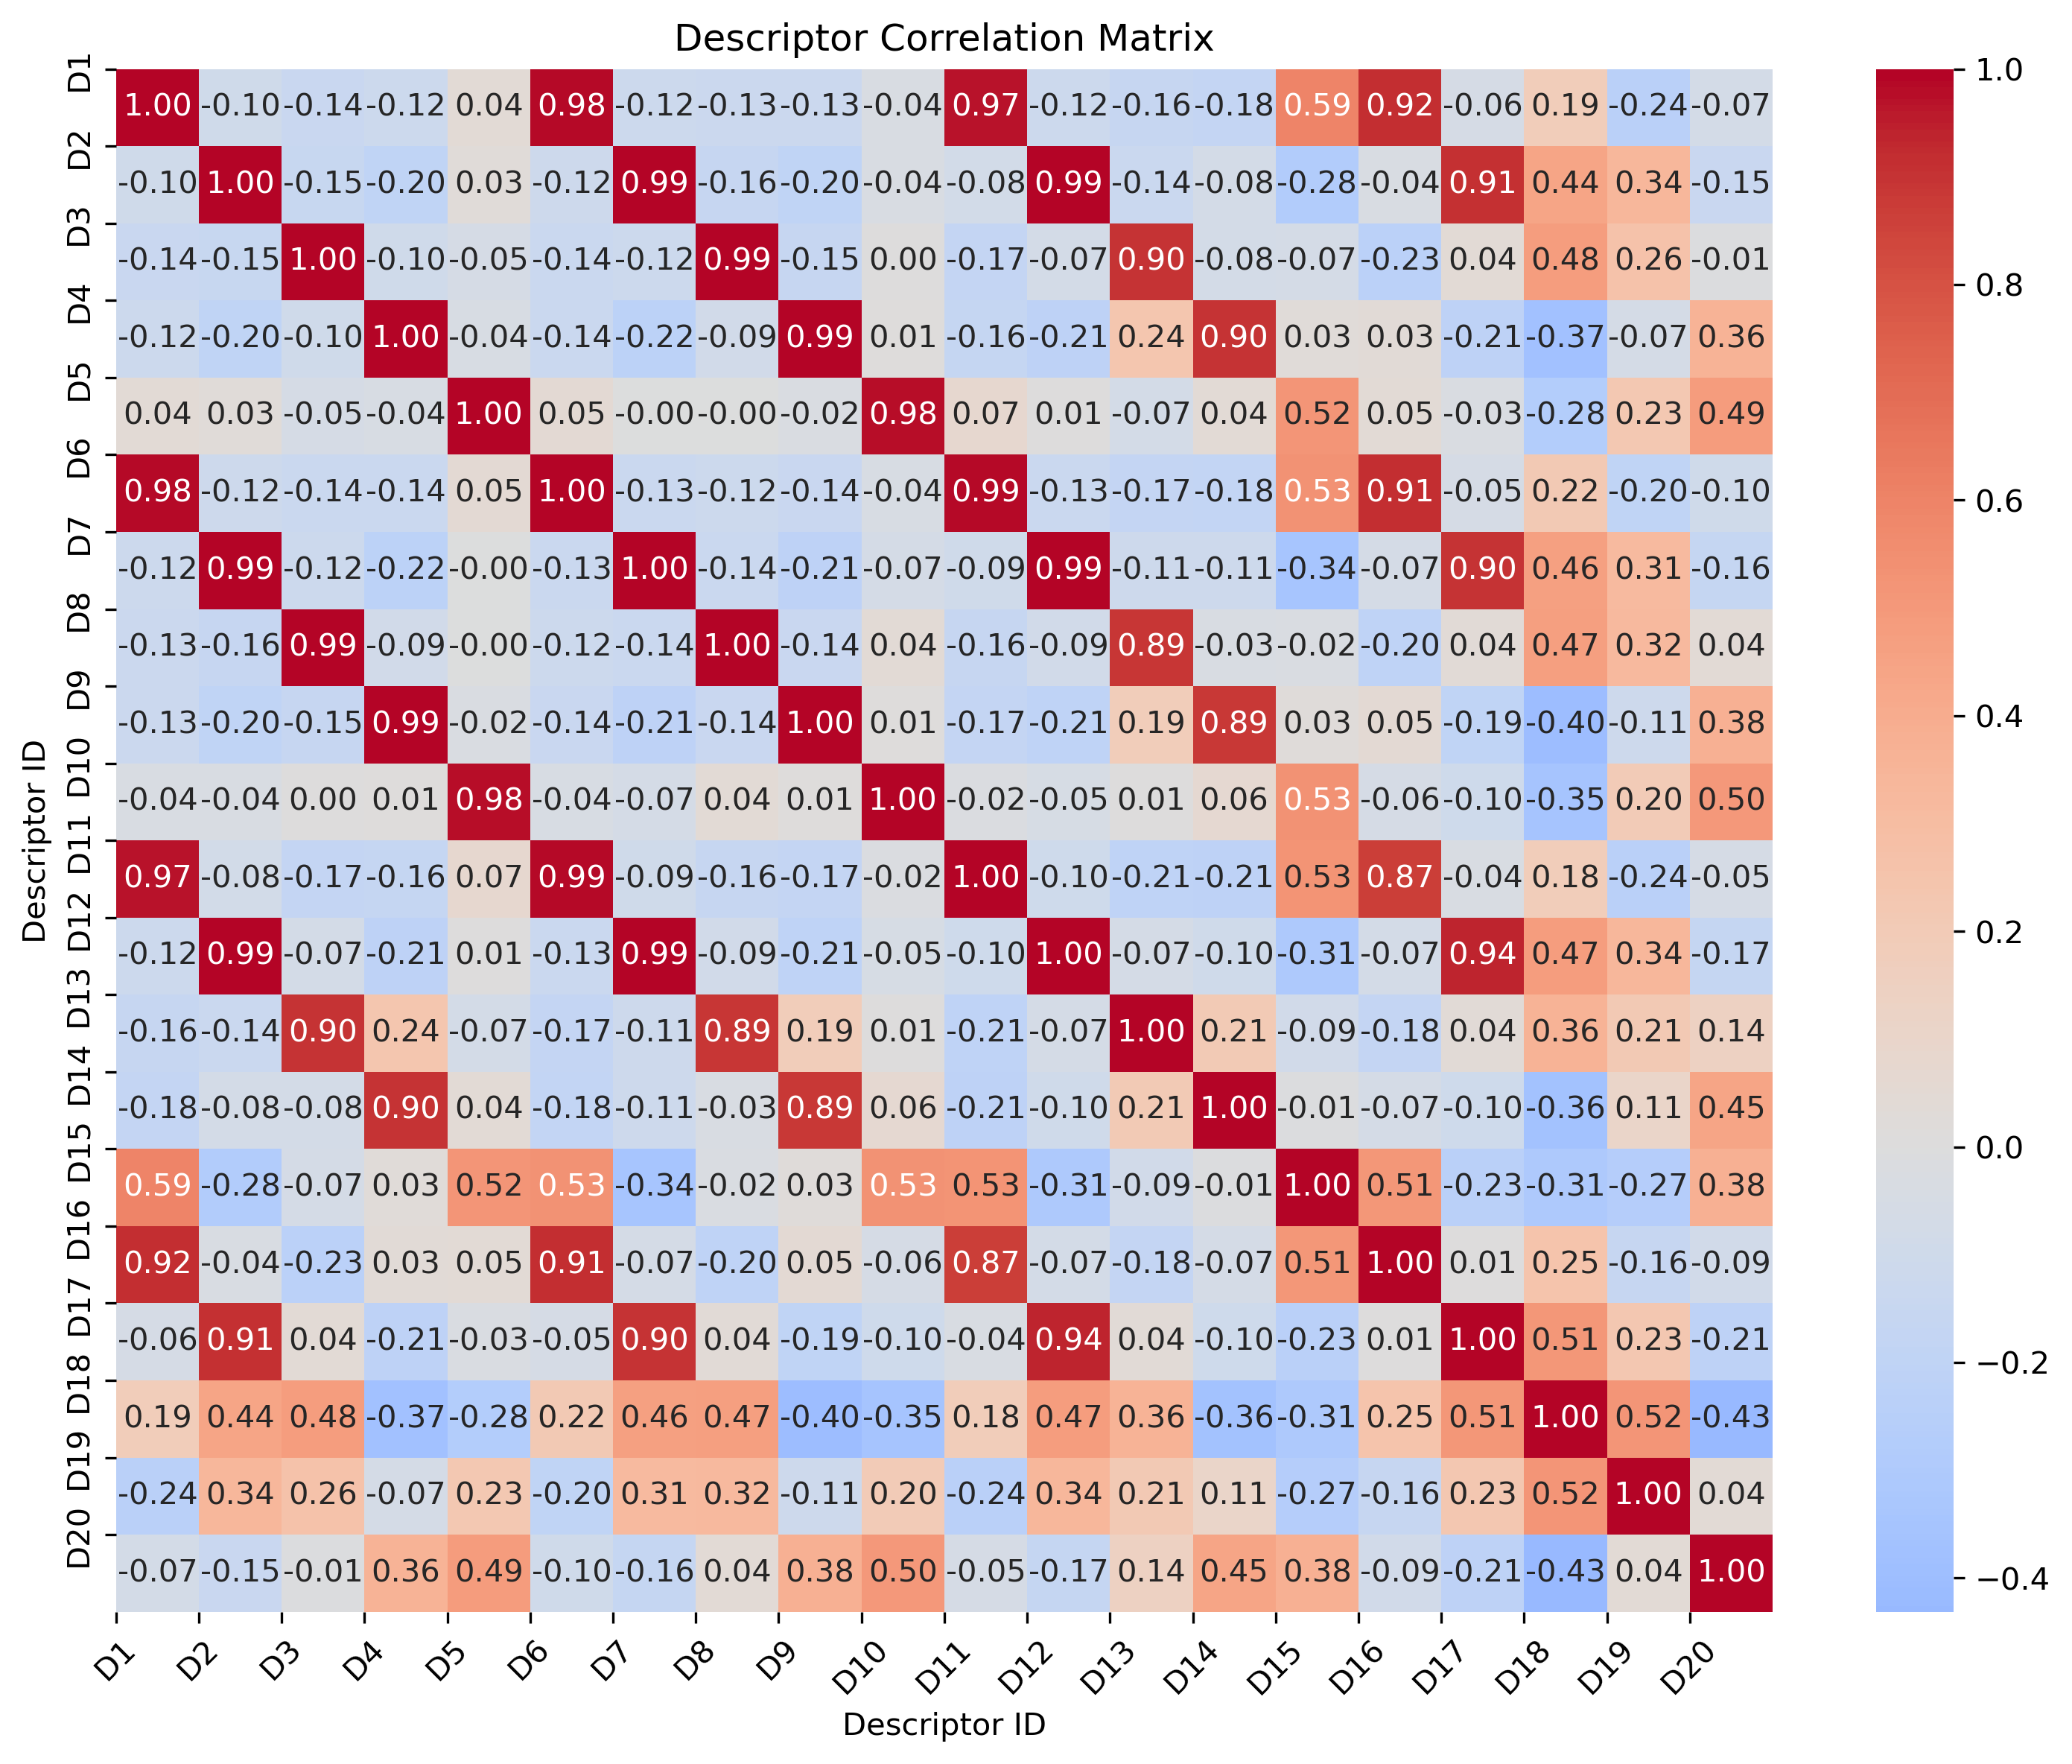 Descriptor Correlation Matrix
D1 1.00 -0.10 -0.14 -0.12 0.04 0.98 -0.12 -0.13 -0.13 -0.04 0.97 -0.12 -0.16 -0.18 0.59 0.92 -0.06 0.19 -0.24 -0.07
D2 -0.10 1.00 -0.15 -0.20 0.03 -0.12 0.99 -0.16 -0.20 -0.04 -0.08 0.99 -0.14 -0.08 -0.28 -0.04 0.91 0.44 0.34 -0.15
D3 -0.14 -0.15 1.00 -0.10 -0.05 -0.14 -0.12 0.99 -0.15 0.00 -0.17 -0.07 0.90 -0.08 -0.07 -0.23 0.04 0.48 0.26 -0.01
D4 -0.12 -0.20 -0.10 1.00 -0.04 -0.14 -0.22 -0.09 0.99 0.01 -0.16 -0.21 0.24 0.90 0.03 0.03 -0.21 -0.37 -0.07 0.36
D5 0.04 0.03 -0.05 -0.04 1.00 0.05 -0.00 -0.00 -0.02 0.98 0.07 0.01 -0.07 0.04 0.52 0.05 -0.03 -0.28 0.23 0.49
D6 0.98 -0.12 -0.14 -0.14 0.05 1.00 -0.13 -0.12 -0.14 -0.04 0.99 -0.13 -0.17 -0.18 0.53 0.91 -0.05 0.22 -0.20 -0.10
D7 -0.12 0.99 -0.12 -0.22 -0.00 -0.13 1.00 -0.14 -0.21 -0.07 -0.09 0.99 -0.11 -0.11 -0.34 -0.07 0.90 0.46 0.31 -0.16
D8 -0.13 -0.16 0.99 -0.09 -0.00 -0.12 -0.14 1.00 -0.14 0.04 -0.16 -0.09 0.89 -0.03 -0.02 -0.20 0.04 0.47 0.32 0.04
D9 -0.13 -0.20 -0.15 0.99 -0.02 -0.14 -0.21 -0.14 1.00 0.01 -0.17 -0.21 0.19 0.89 0.03 0.05 -0.19 -0.40 -0.11 0.38
D10 -0.04 -0.04 0.00 0.01 0.98 -0.04 -0.07 0.04 0.01 1.00 -0.02 -0.05 0.01 0.06 0.53 -0.06 -0.10 -0.35 0.20 0.50
D11 0.97 -0.08 -0.17 -0.16 0.07 0.99 -0.09 -0.16 -0.17 -0.02 1.00 -0.10 -0.21 -0.21 0.53 0.87 -0.04 0.18 -0.24 -0.05
D12 -0.12 0.99 -0.07 -0.21 0.01 -0.13 0.99 -0.09 -0.21 -0.05 -0.10 1.00 -0.07 -0.10 -0.31 -0.07 0.94 0.47 0.34 -0.17
D13 -0.16 -0.14 0.90 0.24 -0.07 -0.17 -0.11 0.89 0.19 0.01 -0.21 -0.07 1.00 0.21 -0.09 -0.18 0.04 0.36 0.21 0.14
D14 -0.18 -0.08 -0.08 0.90 0.04 -0.18 -0.11 -0.03 0.89 0.06 -0.21 -0.10 0.21 1.00 -0.01 -0.07 -0.10 -0.36 0.11 0.45
D15 0.59 -0.28 -0.07 0.03 0.52 0.53 -0.34 -0.02 0.03 0.53 0.53 -0.31 -0.09 -0.01 1.00 0.51 -0.23 -0.31 -0.27 0.38
D16 0.92 -0.04 -0.23 0.03 0.05 0.91 -0.07 -0.20 0.05 -0.06 0.87 -0.07 -0.18 -0.07 0.51 1.00 0.01 0.25 -0.16 -0.09
D17 -0.06 0.91 0.04 -0.21 -0.03 -0.05 0.90 0.04 -0.19 -0.10 -0.04 0.94 0.04 -0.10 -0.23 0.01 1.00 0.51 0.23 -0.21
D18 0.19 0.44 0.48 -0.37 -0.28 0.22 0.46 0.47 -0.40 -0.35 0.18 0.47 0.36 -0.36 -0.31 0.25 0.51 1.00 0.52 -0.43
D19 -0.24 0.34 0.26 -0.07 0.23 -0.20 0.31 0.32 -0.11 0.20 -0.24 0.34 0.21 0.11 -0.27 -0.16 0.23 0.52 1.00 0.04
D20 -0.07 -0.15 -0.01 0.36 0.49 -0.10 -0.16 0.04 0.38 0.50 -0.05 -0.17 0.14 0.45 0.38 -0.09 -0.21 -0.43 0.04 1.00
D1 D2 D3 D4 D5 D6 D7 D8 D9 D10 D11 D12 D13 D14 D15 D16 D17 D18 D19 D20
Descriptor ID
Descriptor ID
1.0
0.8
0.6
0.4
0.2
0.0
−0.2
−0.4